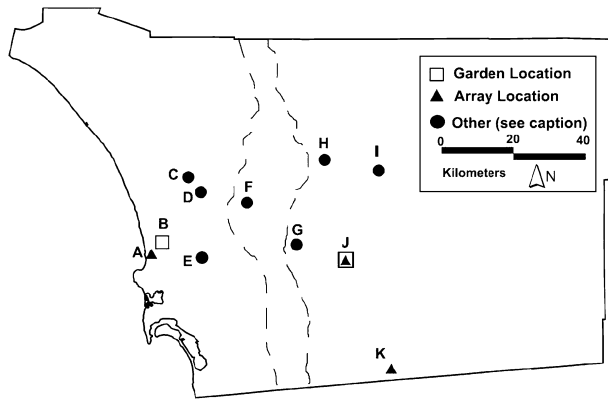 Garden Location
Array Location
Other (see caption)
0 20 40
Kilometers N
H
I
C
D
F
B
A
E
G
J
K